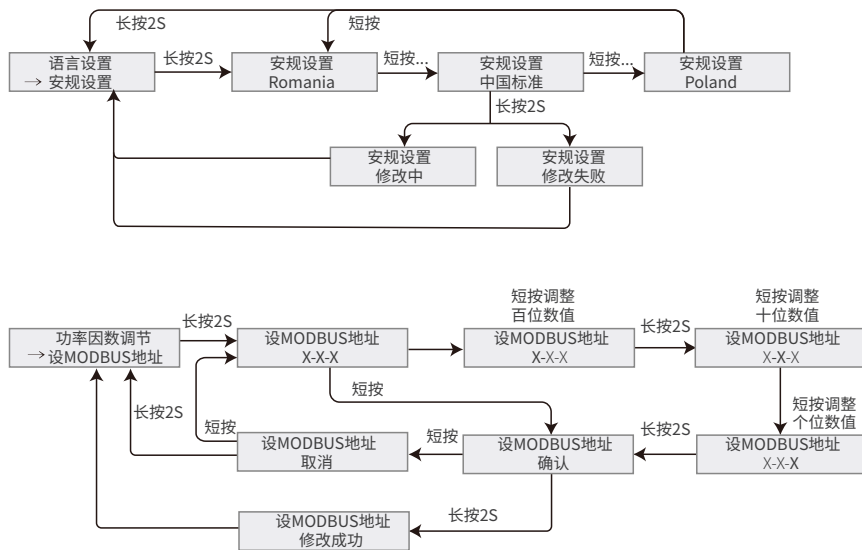 长按2S
短按
语言设置
→ 安规设置
长按2S
安规设置
Romania
短按...
安规设置
中国标准
短按...
安规设置
Poland
长按2S
安规设置
修改中
安规设置
修改失败
短按调整
百位数值
短按调整
十位数值
功率因数调节
→ 设MODBUS地址
长按2S
设MODBUS地址
X-X-X
设MODBUS地址
X-X-X
长按2S
设MODBUS地址
X-X-X
短按
长按2S
短按调整
个位数值
短按
设MODBUS地址
取消
短按
设MODBUS地址
确认
长按2S
设MODBUS地址
X-X-X
长按2S
设MODBUS地址
修改成功